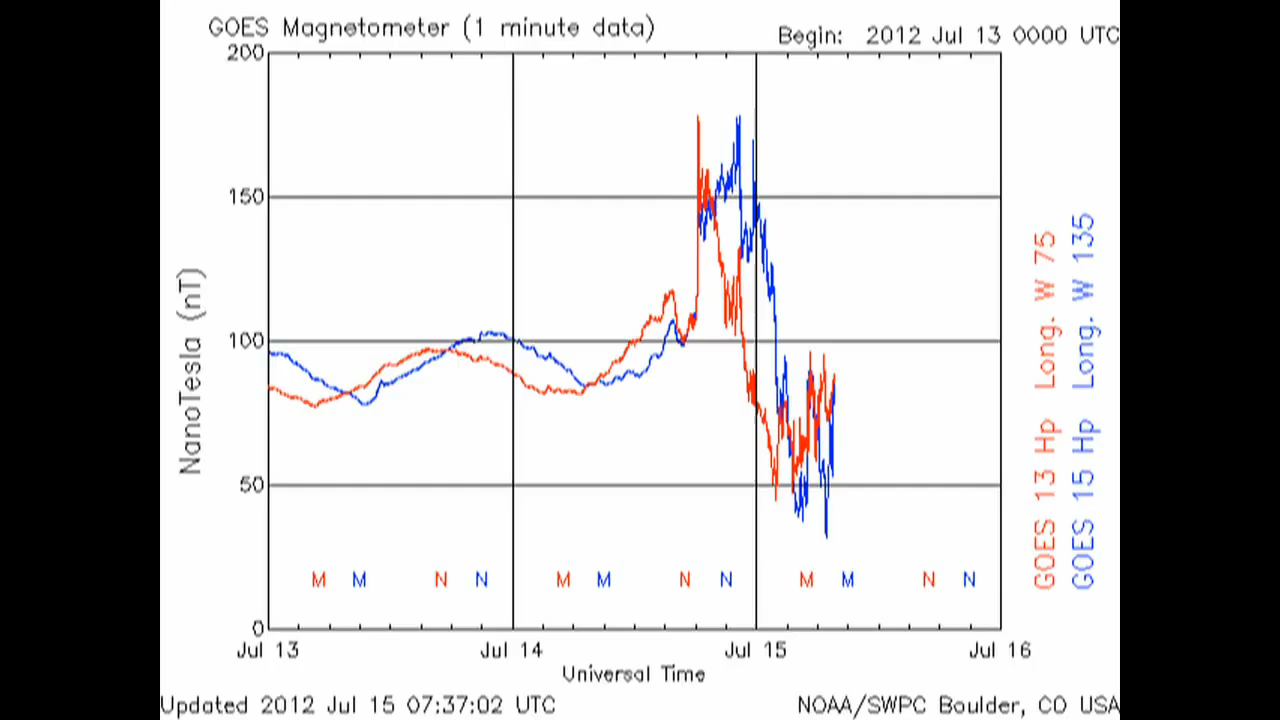 GOES Magnetometer (1 minute data)
Begin: 2012 Jul 13 0000 UTC
200
150
100
50
0
NanoTesla (nT)
M M N N M M N N M M N N
Jul 13 Jul 14 Jul 15 Jul 16
Universal Time
GOES 13 Hp Long. W 75
GOES 15 Hp Long. W 135
Updated 2012 Jul 15 07:37:02 UTC
NOAA/SWPC Boulder, CO USA